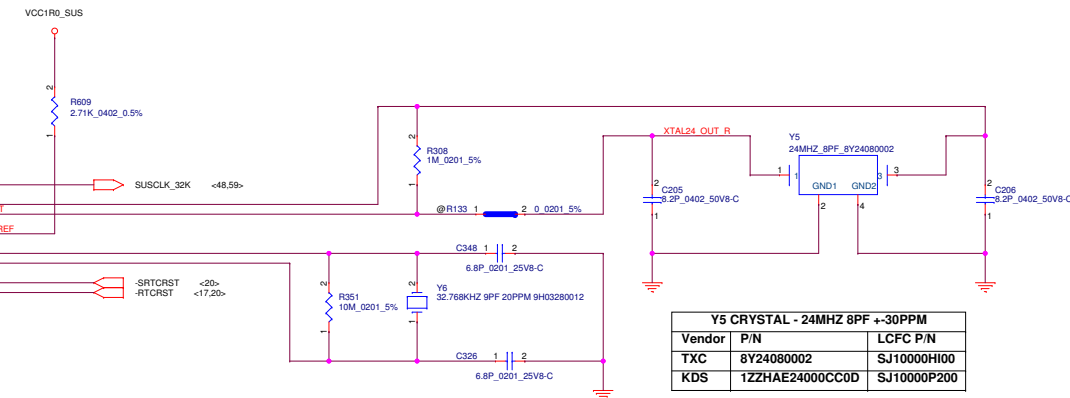 VCC1R0_SUS
2
R609
2.71K_0402_0.5%
1
SUSCLK_32K <48,59>
T
REF
2
R308
1M_0201_5%
1
@R133 1 2 0_0201_5%
XTAL24_OUT_R
Y5
24MHZ_8PF_8Y24080002
1 1 3 3
GND1 GND2
2 4
2
C205
8.2P_0402_50V8-C
1
2
C206
8.2P_0402_50V8-C
1
C348 1 2
6.8P_0201_25V8-C
-SRTCRST <20>
-RTCRST <17,20>
2
R351
10M_0201_5%
1
2
Y6
32.768KHZ 9PF 20PPM 9H03280012
1
C326 1 2
6.8P_0201_25V8-C
Y5 CRYSTAL - 24MHZ 8PF +-30PPM
Vendor P/N LCFC P/N
TXC 8Y24080002 SJ10000HI00
KDS 1ZZHAE24000CC0D SJ10000P200